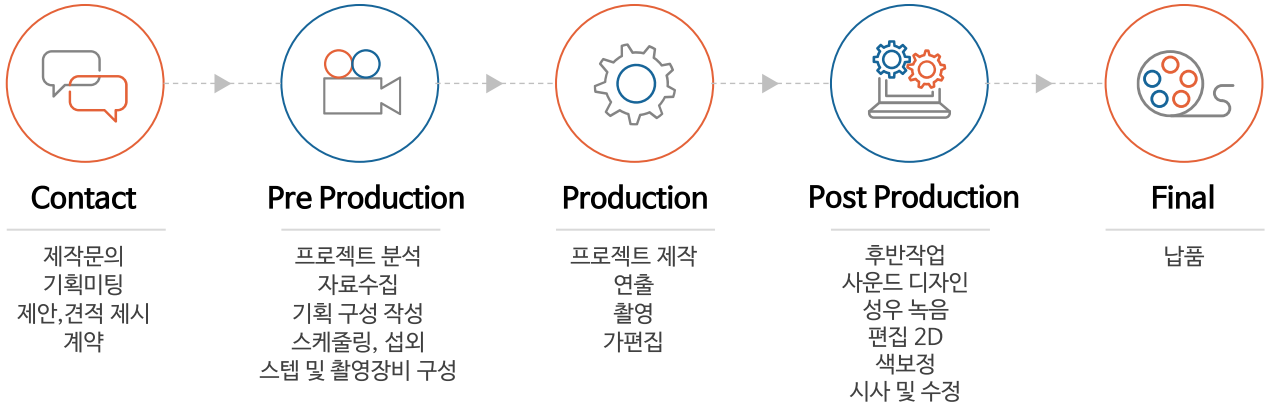 Contact
제작문의
기획미팅
제안,견적 제시
계약
Pre Production
프로젝트 분석
자료수집
기획 구성 작성
스케줄링, 섭외
스텝 및 촬영장비 구성
Production
프로젝트 제작
연출
촬영
가편집
Post Production
후반작업
사운드 디자인
성우 녹음
편집 2D
색보정
시사 및 수정
Final
납품